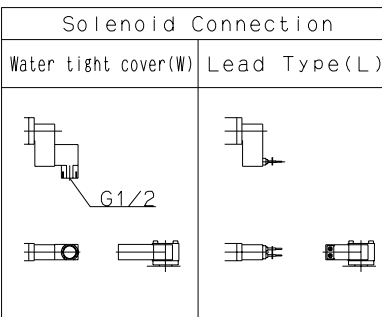 Solenoid Connection
Water tight cover(W)
Lead Type(L)
G1/2